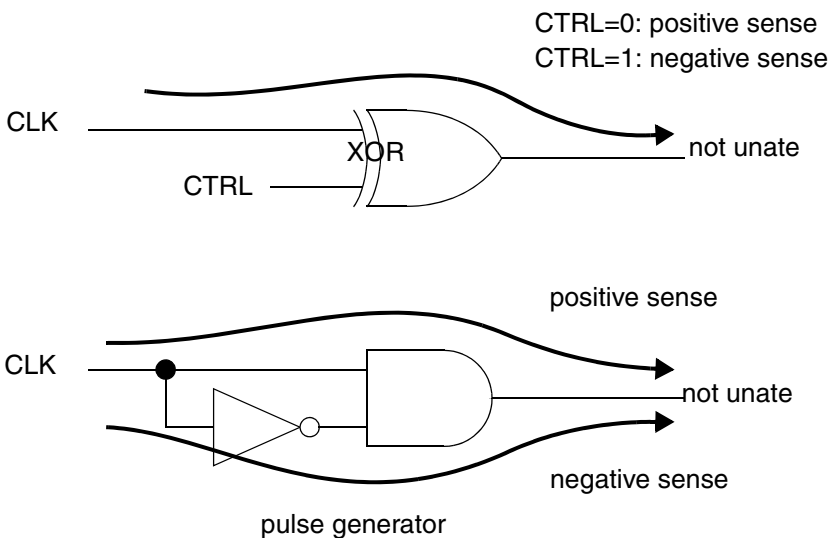 CTRL=0: positive sense
CTRL=1: negative sense
CLK
XOR
not unate
CTRL
positive sense
CLK
not unate
negative sense
pulse generator